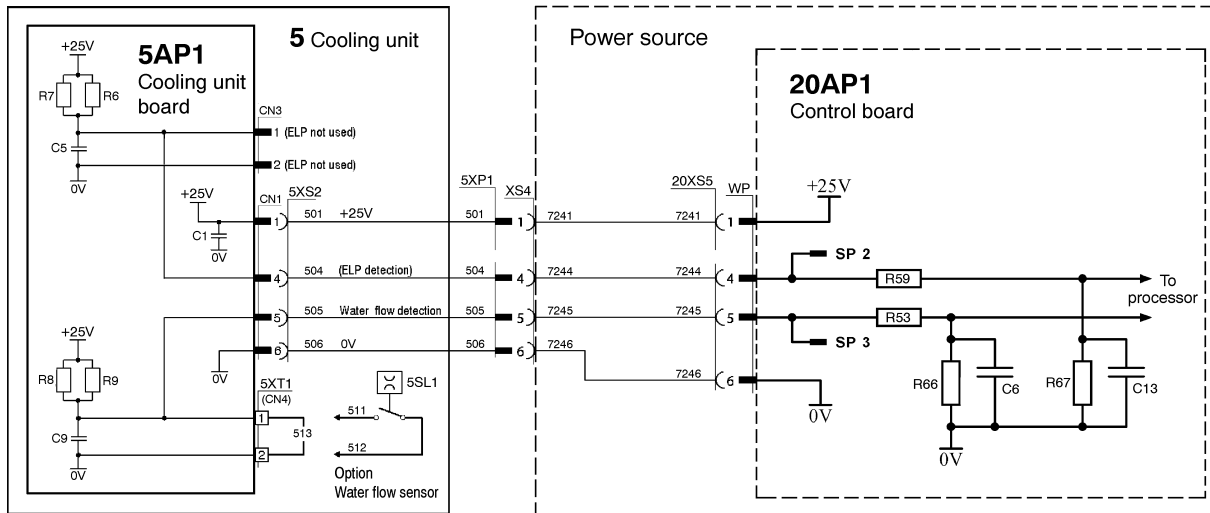 5 Cooling unit
5AP1
Cooling unit
board
+25V
R7
R6
C5
0V
CN3
1 (ELP not used)
2 (ELP not used)
+25V
C1
0V
CN1
5XS2
1
501
+25V
501
4
504
(ELP detection)
504
5
505
Water flow detection
505
6
506
0V
506
5XP1
XS4
1
4
5
6
+25V
R8
R9
C9
0V
0V
5XT1
(CN4)
1
2
513
511
512
5SL1
Option
Water flow sensor
Power source
7241
7241
7244
7244
7245
7245
7246
7246
20XS5
WP
1
4
5
6
20AP1
Control board
+25V
SP 2
R59
To
processor
R53
SP 3
0V
R66
C6
R67
C13
0V